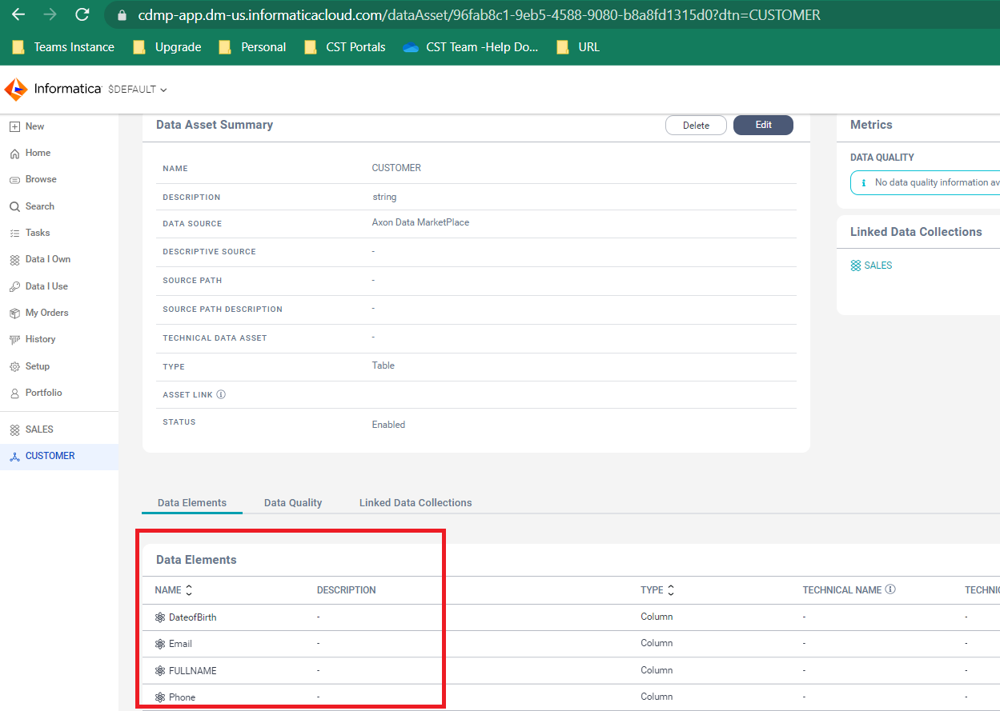 cdmp-app.dm-us.informaticacloud.com/dataAsset/96fab8c1-9eb5-4588-9080-b8a8fd1315d0?dtn=CUSTOMER
Teams Instance Upgrade Personal CST Portals CST Team -Help Do... URL
Informatica $DEFAULT
New
Home
Browse
Search
Tasks
Data I Own
Data I Use
My Orders
History
Setup
Portfolio
SALES
CUSTOMER
Data Asset Summary Delete Edit
NAME CUSTOMER
DESCRIPTION string
DATA SOURCE Axon Data MarketPlace
DESCRIPTIVE SOURCE -
SOURCE PATH -
SOURCE PATH DESCRIPTION -
TECHNICAL DATA ASSET -
TYPE Table
ASSET LINK
STATUS Enabled
Metrics
DATA QUALITY
No data quality information av
Linked Data Collections
SALES
Data Elements Data Quality Linked Data Collections
Data Elements
NAME DESCRIPTION TYPE TECHNICAL NAME TECHNIC
DateofBirth - Column - -
Email - Column - -
FULLNAME - Column - -
Phone - Column - -